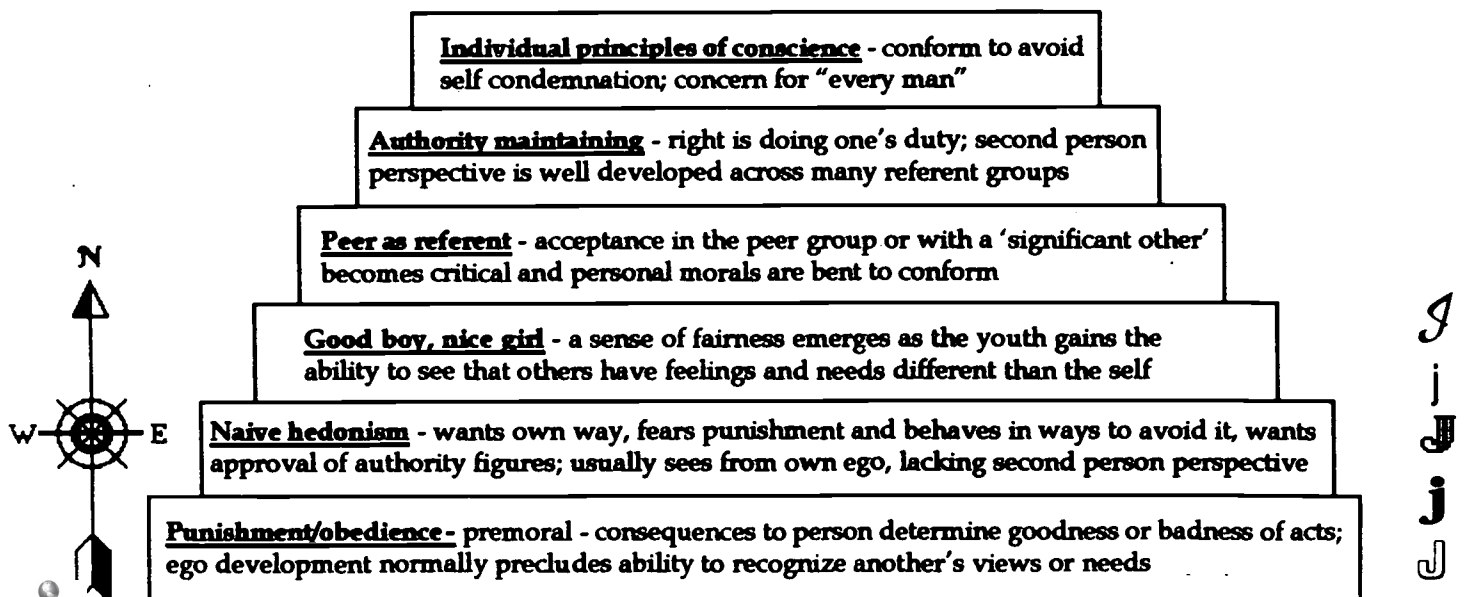 Individual principles of conscience - conform to avoid
self condemnation; concern for "every man"
Authority maintaining - right is doing one's duty; second person
perspective is well developed across many referent groups
Peer as referent - acceptance in the peer group or with a 'significant other'
becomes critical and personal morals are bent to conform
Good boy, nice girl - a sense of fairness emerges as the youth gains the
ability to see that others have feelings and needs different than the self
Naive hedonism - wants own way, fears punishment and behaves in ways to avoid it, wants
approval of authority figures; usually sees from own ego, lacking second person perspective
Punishment/obedience - premoral - consequences to person determine goodness or badness of acts;
ego development normally precludes ability to recognize another's views or needs
N
W E
J
j
J
j
J